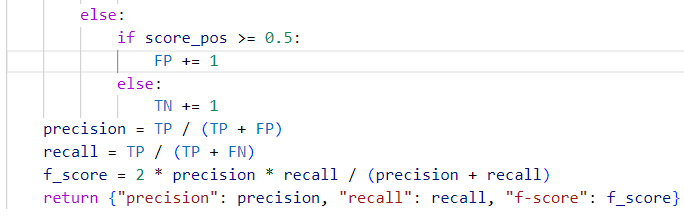 else:
if score_pos >= 0.5:
FP += 1
else:
TN += 1
precision = TP / (TP + FP)
recall = TP / (TP + FN)
f_score = 2 * precision * recall / (precision + recall)
return {"precision": precision, "recall": recall, "f-score": f_score}